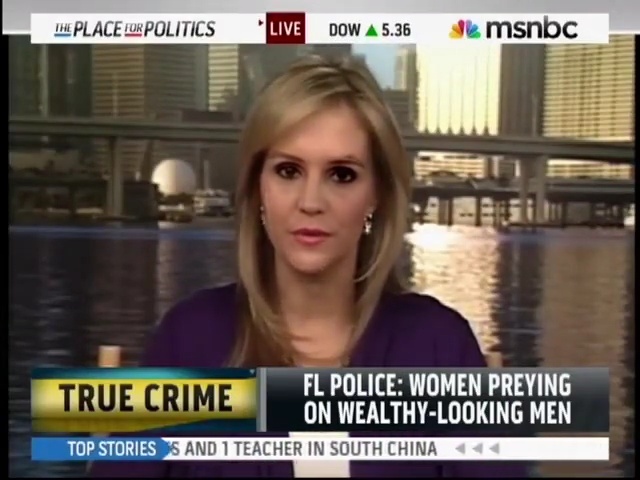 THE PLACE FOR POLITICS
LIVE
DOW ▲ 5.36
msnbc
TRUE CRIME
FL POLICE: WOMEN PREYING
ON WEALTHY-LOOKING MEN
TOP STORIES
S AND 1 TEACHER IN SOUTH CHINA